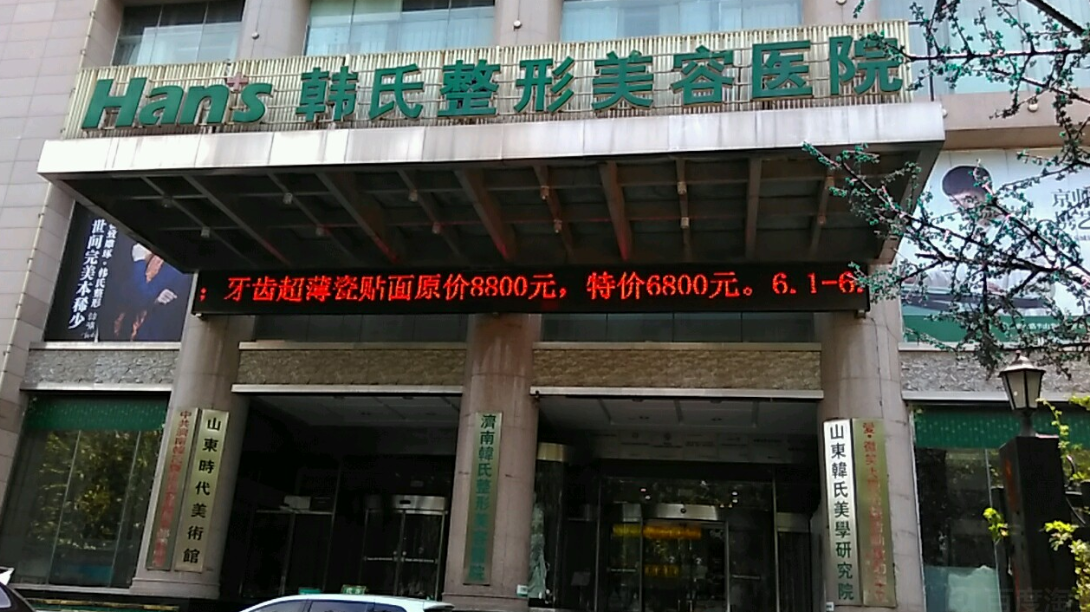 Han's 韩氏整形美容医院
世间完美本稀少
；牙齿超薄瓷贴面原价8800元，特价6800元。6.1-6.
山東時代美術館
濟南韓氏整形美容醫院
山東韓氏美學研究院